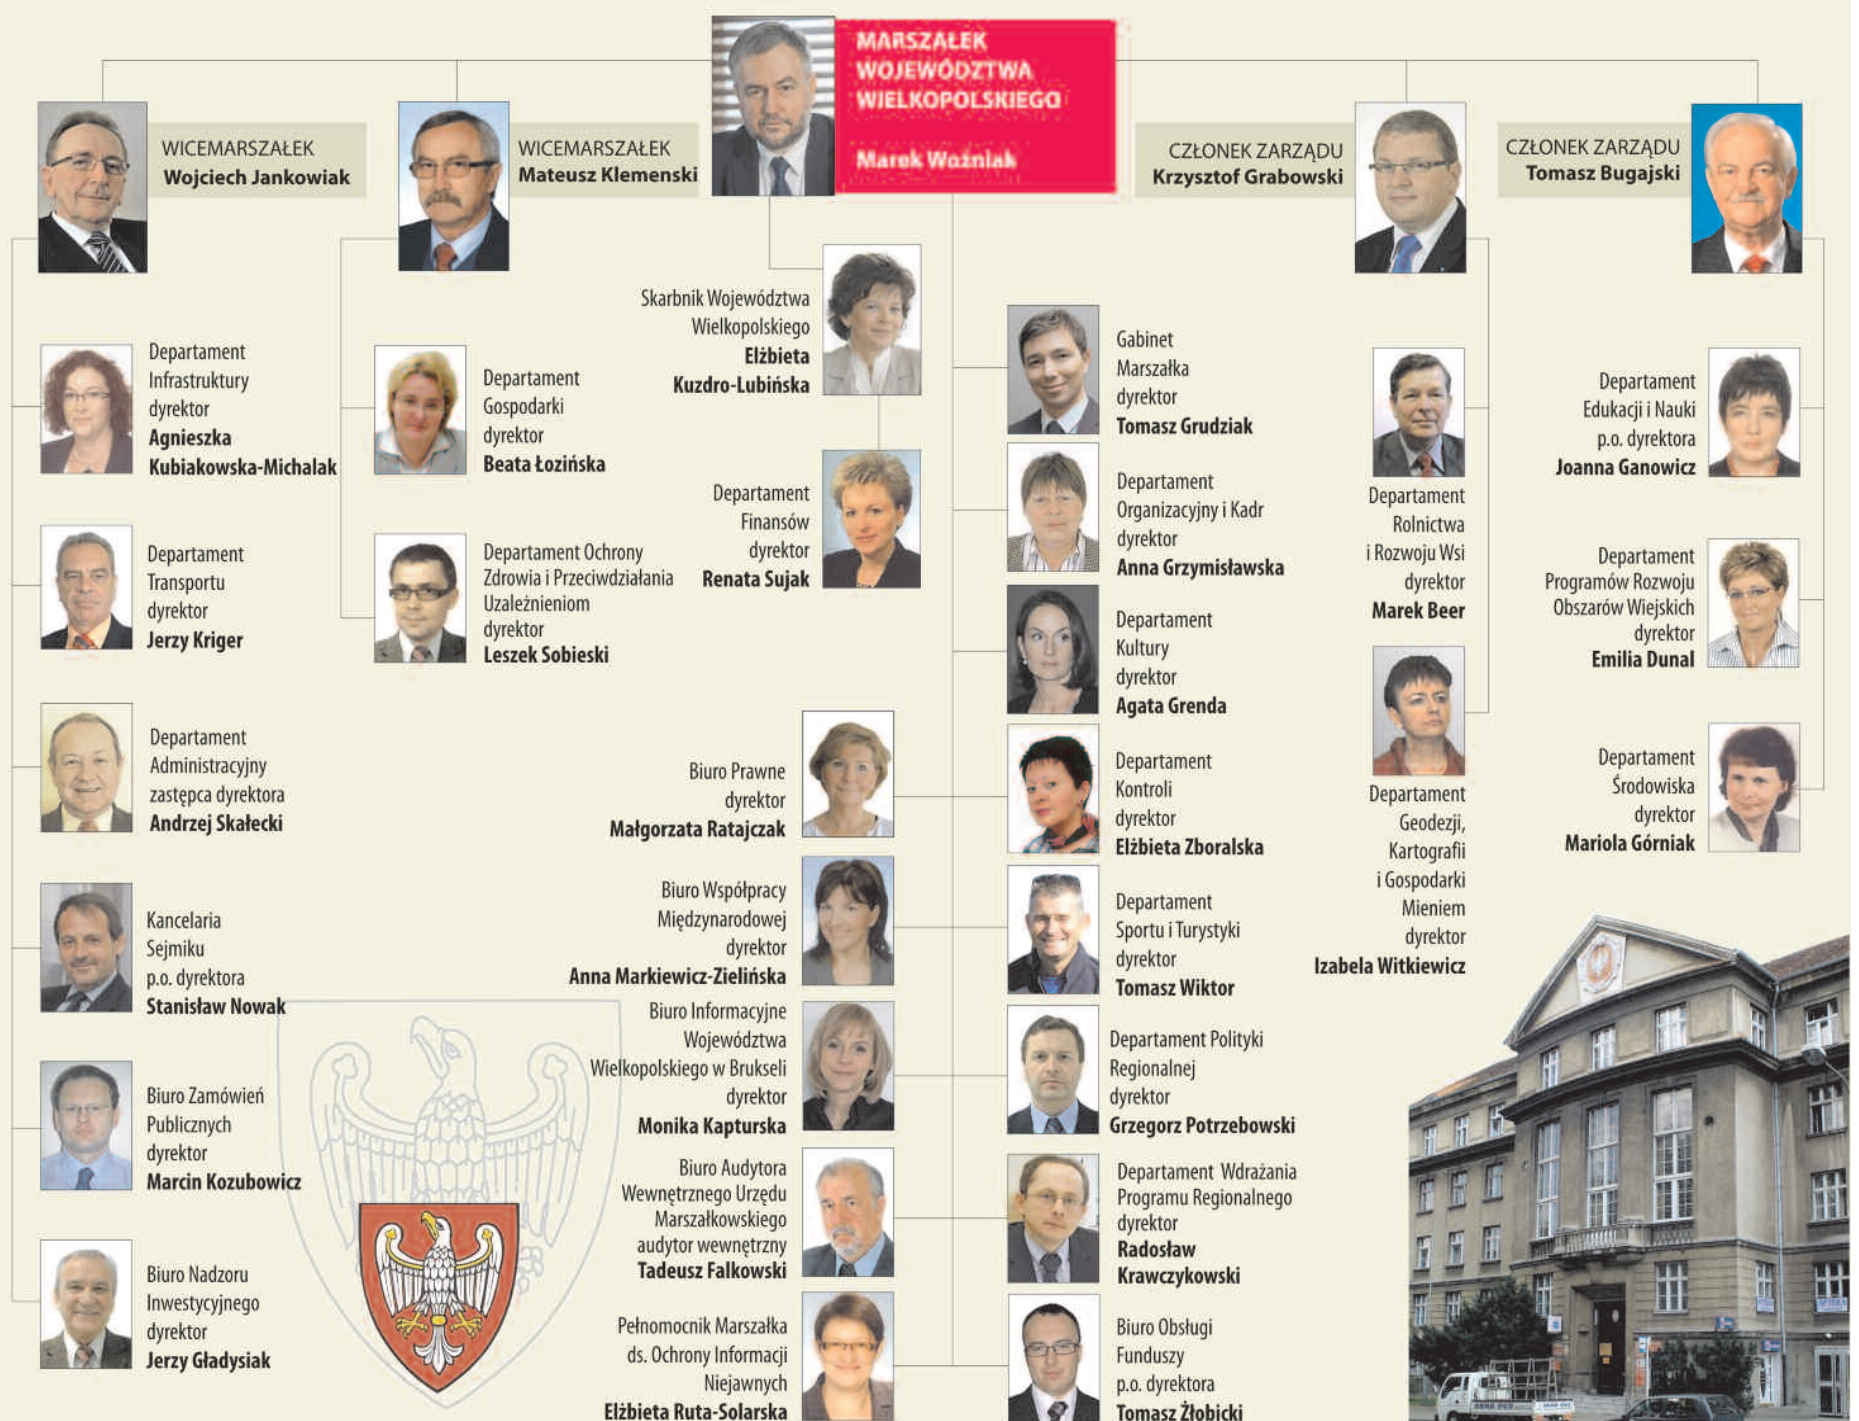 MARSZAŁEK
WOJEWÓDZTWA
WIELKOPOLSKIEGO
Marek Woźniak
WICEMARSZAŁEK
Wojciech Jankowiak
WICEMARSZAŁEK
Mateusz Klemenski
CZŁONEK ZARZĄDU
Krzysztof Grabowski
CZŁONEK ZARZĄDU
Tomasz Bugajski
Departament
Infrastruktury
dyrektor
Agnieszka
Kubiakowska-Michalak
Departament
Transportu
dyrektor
Jerzy Kriger
Departament
Administracyjny
zastępca dyrektora
Andrzej Skałecki
Kancelaria
Sejmiku
p.o. dyrektora
Stanisław Nowak
Biuro Zamówień
Publicznych
dyrektor
Marcin Kozubowicz
Biuro Nadzoru
Inwestycyjnego
dyrektor
Jerzy Gładysiak
Departament
Gospodarki
dyrektor
Beata Łozińska
Departament Ochrony
Zdrowia i Przeciwdziałania
Uzależnieniom
dyrektor
Leszek Sobieski
Skarbnik Województwa
Wielkopolskiego
Elżbieta
Kuzdro-Lubińska
Departament
Finansów
dyrektor
Renata Sujak
Biuro Prawne
dyrektor
Małgorzata Ratajczak
Biuro Współpracy
Międzynarodowej
dyrektor
Anna Markiewicz-Zielińska
Biuro Informacyjne
Województwa
Wielkopolskiego w Brukseli
dyrektor
Monika Kapturska
Biuro Audytora
Wewnętrznego Urzędu
Marszałkowskiego
audytor wewnętrzny
Tadeusz Falkowski
Pełnomocnik Marszałka
ds. Ochrony Informacji
Niejawnych
Elżbieta Ruta-Solarska
Gabinet
Marszałka
dyrektor
Tomasz Grudziak
Departament
Organizacyjny i Kadr
dyrektor
Anna Grzymisławska
Departament
Kultury
dyrektor
Agata Grenda
Departament
Kontroli
dyrektor
Elżbieta Zboralska
Departament
Sportu i Turystyki
dyrektor
Tomasz Wiktor
Departament Polityki
Regionalnej
dyrektor
Grzegorz Potrzebowski
Departament Wdrażania
Programu Regionalnego
dyrektor
Radosław
Krawczykowski
Biuro Obsługi
Funduszy
p.o. dyrektora
Tomasz Żłobicki
Departament
Rolnictwa
i Rozwoju Wsi
dyrektor
Marek Beer
Departament
Geodezji,
Kartografii
i Gospodarki
Mieniem
dyrektor
Izabela Witkiewicz
Departament
Edukacji i Nauki
p.o. dyrektora
Joanna Ganowicz
Departament
Programów Rozwoju
Obszarów Wiejskich
dyrektor
Emilia Dunal
Departament
Środowiska
dyrektor
Mariola Górniak